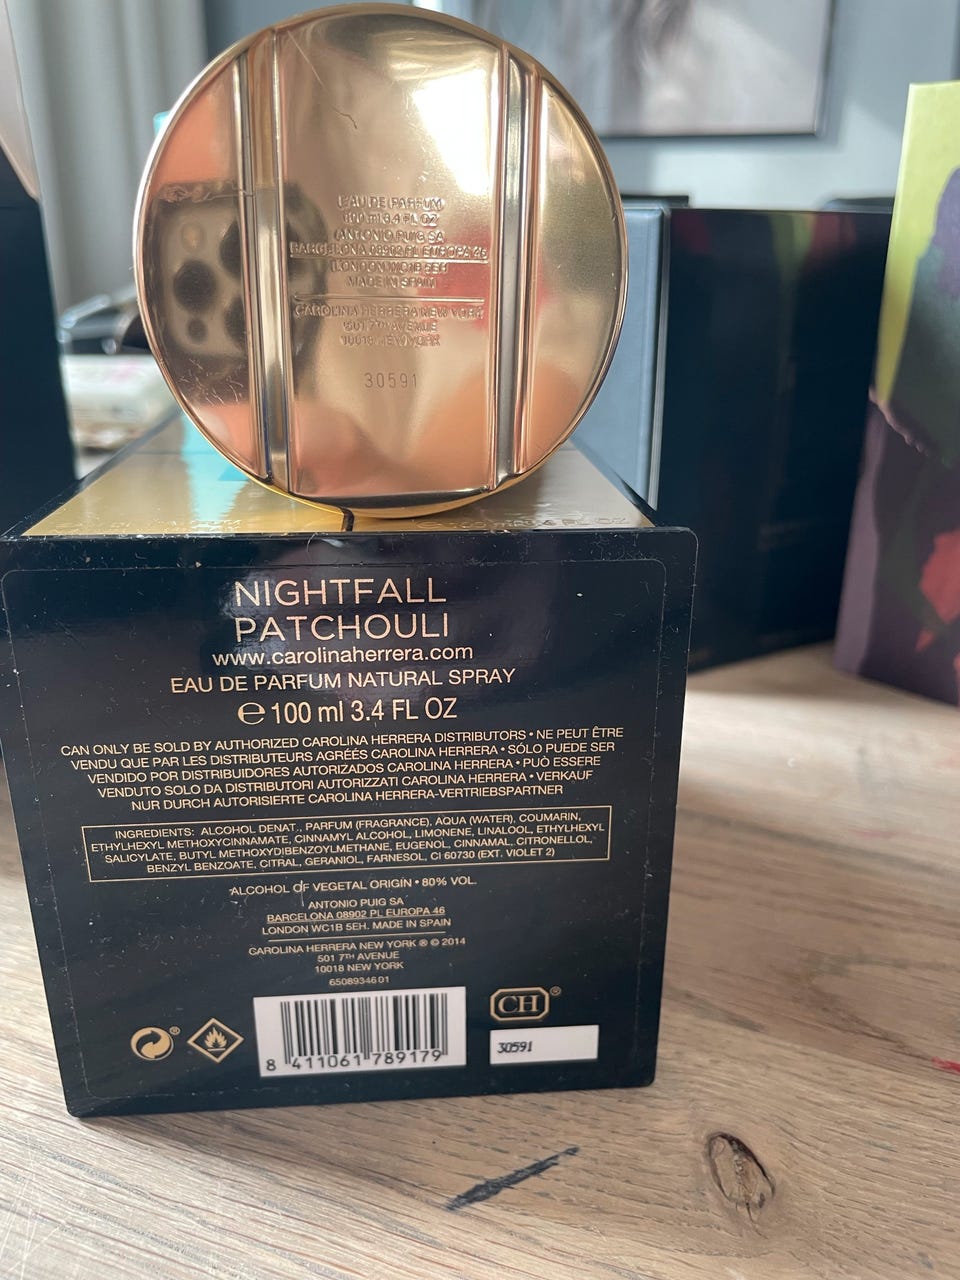 EAU DE PARFUM
100 ml 3.4 FL OZ
ANTONIO PUIG SA
BARCELONA 08902 PL EUROPA 46
LONDON WC1B 5EH
MADE IN SPAIN
CAROLINA HERRERA NEW YORK
501 7TH AVENUE
10018 NEW YORK
30591
NIGHTFALL
PATCHOULI
www.carolinaherrera.com
EAU DE PARFUM NATURAL SPRAY
℮ 100 ml 3.4 FL OZ
CAN ONLY BE SOLD BY AUTHORIZED CAROLINA HERRERA DISTRIBUTORS • NE PEUT ÊTRE
VENDU QUE PAR LES DISTRIBUTEURS AGRÉÉS CAROLINA HERRERA • SÓLO PUEDE SER
VENDIDO POR DISTRIBUIDORES AUTORIZADOS CAROLINA HERRERA • PUÒ ESSERE
VENDUTO SOLO DA DISTRIBUTORI AUTORIZZATI CAROLINA HERRERA • VERKAUF
NUR DURCH AUTORISIERTE CAROLINA HERRERA-VERTRIEBSPARTNER
INGREDIENTS: ALCOHOL DENAT., PARFUM (FRAGRANCE), AQUA (WATER), COUMARIN,
ETHYLHEXYL METHOXYCINNAMATE, CINNAMYL ALCOHOL, LIMONENE, LINALOOL, ETHYLHEXYL
SALICYLATE, BUTYL METHOXYDIBENZOYLMETHANE, EUGENOL, CINNAMAL, CITRONELLOL,
BENZYL BENZOATE, CITRAL, GERANIOL, FARNESOL, CI 60730 (EXT. VIOLET 2)
ALCOHOL OF VEGETAL ORIGIN • 80% VOL.
ANTONIO PUIG SA
BARCELONA 08902 PL EUROPA 46
LONDON WC1B 5EH. MADE IN SPAIN
CAROLINA HERRERA NEW YORK ® © 2014
501 7TH AVENUE
10018 NEW YORK
6508934601
8 411061 789179
CH®
30591